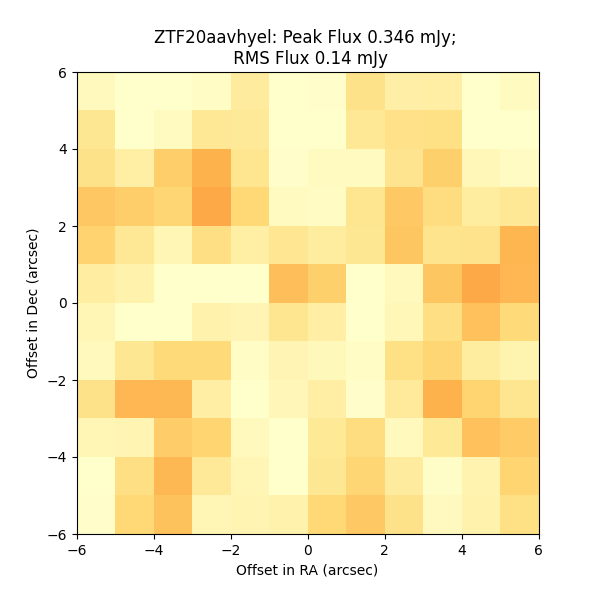 ZTF20aavhyel: Peak Flux 0.346 mJy;
RMS Flux 0.14 mJy
6
4
2
0
−2
−4
−6
Offset in Dec (arcsec)
−6 −4 −2 0 2 4 6
Offset in RA (arcsec)